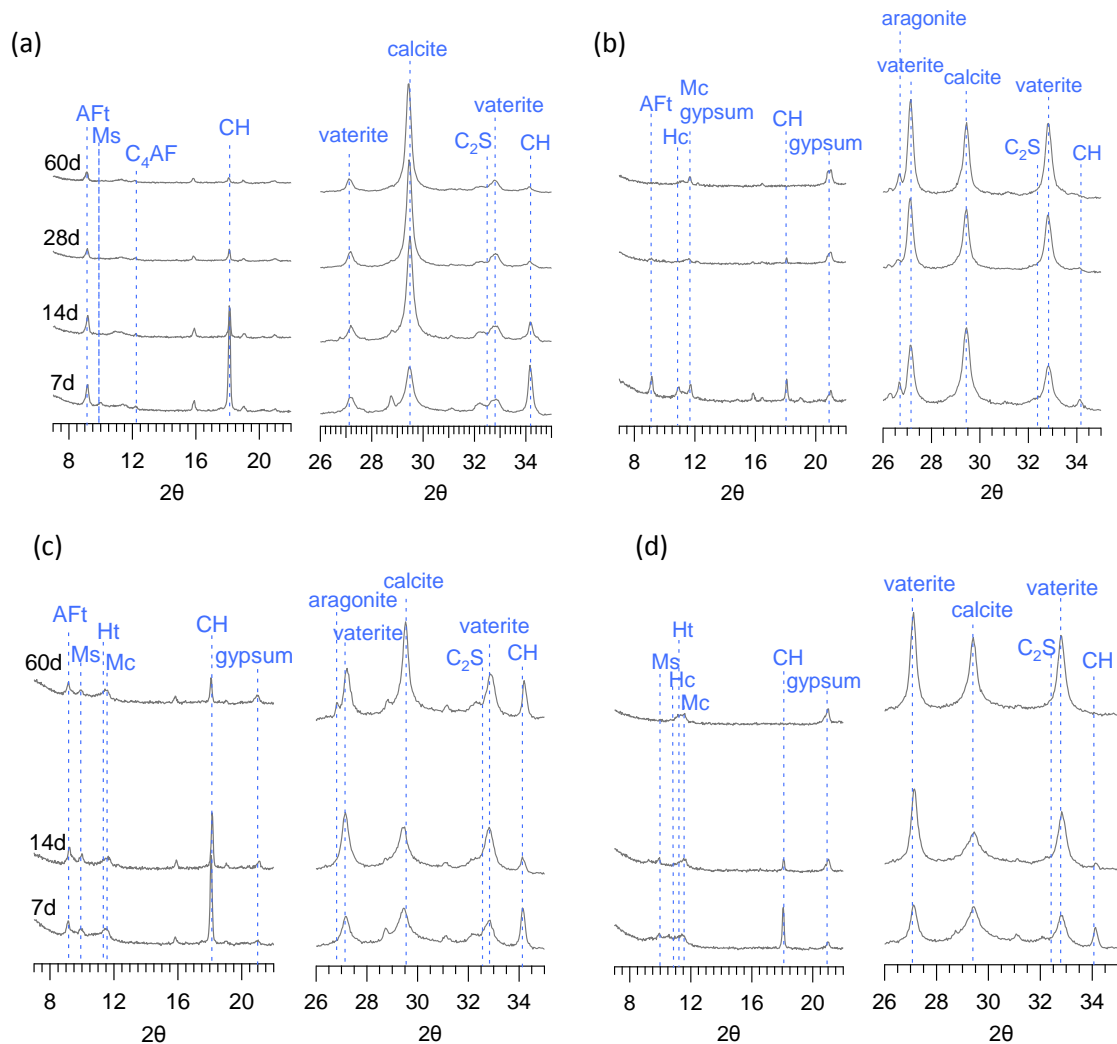 (a)
calcite
AFt
Ms
C₄AF
CH
vaterite
C₂S
vaterite
CH
60d
28d
14d
7d
8 12 16 20
2θ
26 28 30 32 34
2θ
(b)
aragonite
vaterite
calcite
vaterite
AFt
Mc
gypsum
Hc
CH
gypsum
C₂S
CH
8 12 16 20
2θ
26 28 30 32 34
2θ
(c)
calcite
aragonite
vaterite
vaterite
AFt
Ms
Ht
Mc
CH
gypsum
C₂S
CH
60d
14d
7d
8 12 16 20
2θ
26 28 30 32 34
2θ
(d)
vaterite
calcite
vaterite
Ht
Ms
Hc
Mc
CH
gypsum
C₂S
CH
8 12 16 20
2θ
26 28 30 32 34
2θ